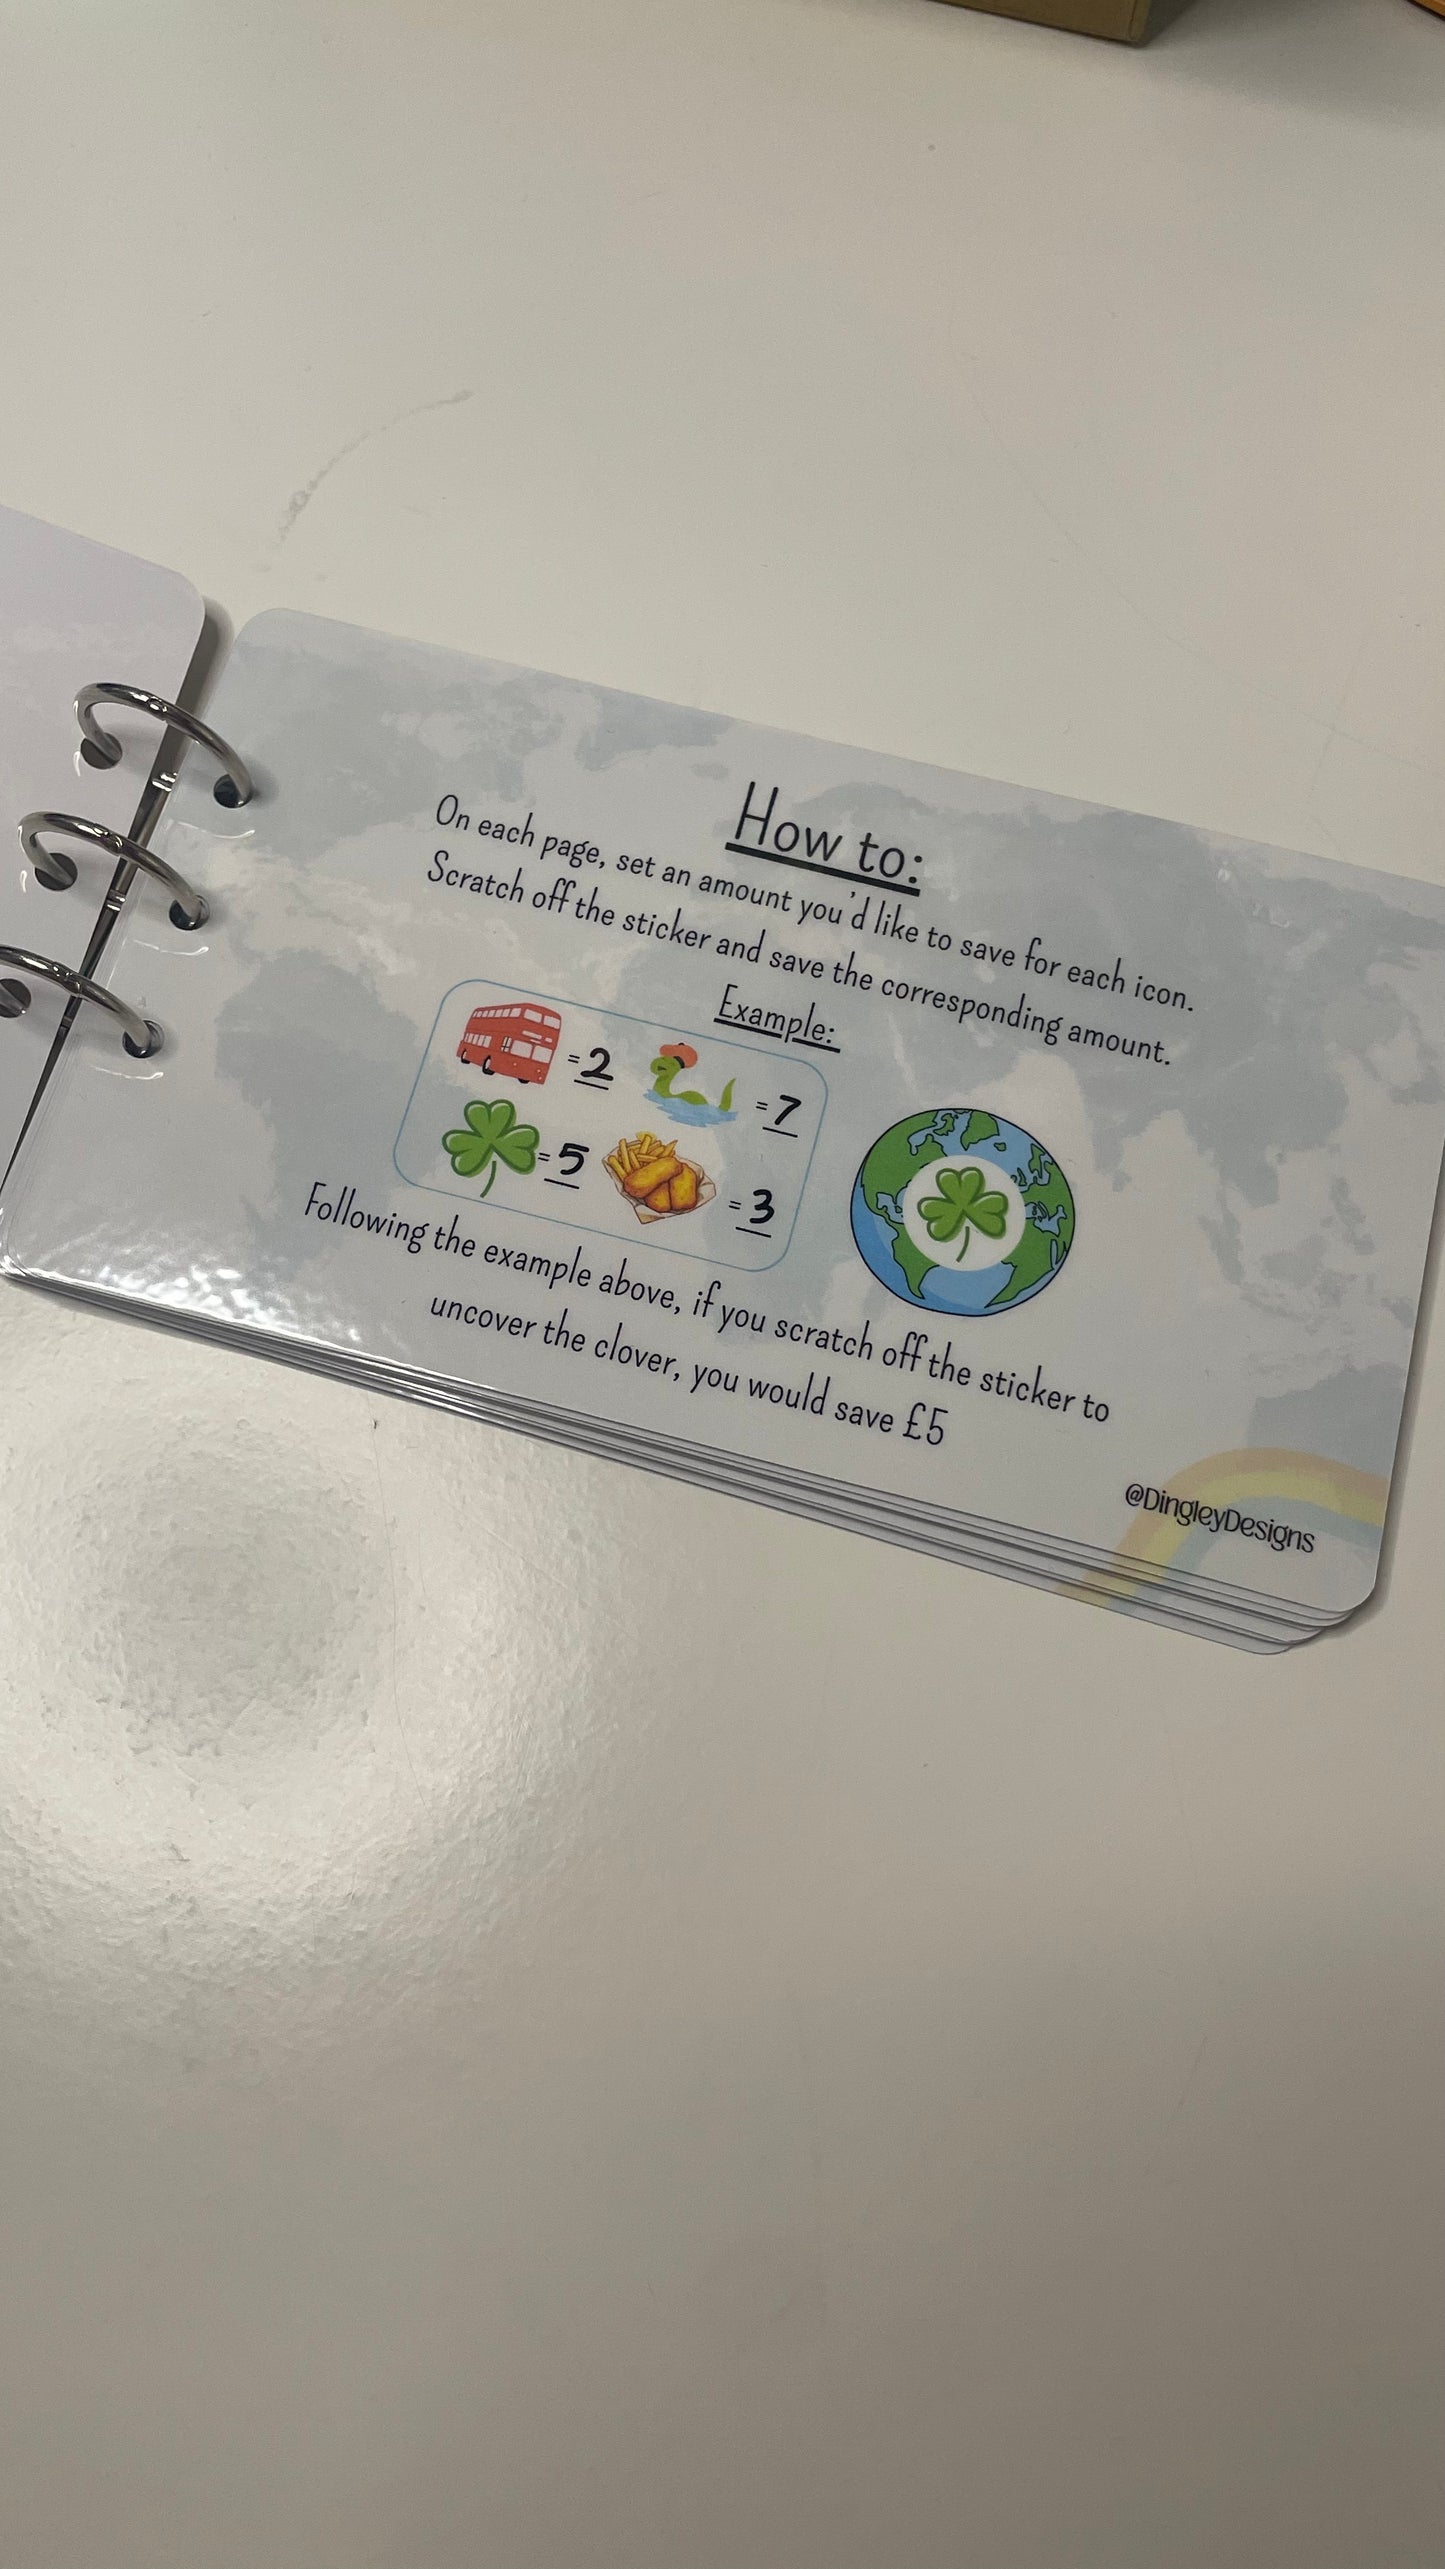 How to:
On each page, set an amount you'd like to save for each icon.
Scratch off the sticker and save the corresponding amount.
Example:
=2 =7
=5 =3
Following the example above, if you scratch off the sticker to
uncover the clover, you would save £5
@DingleyDesigns